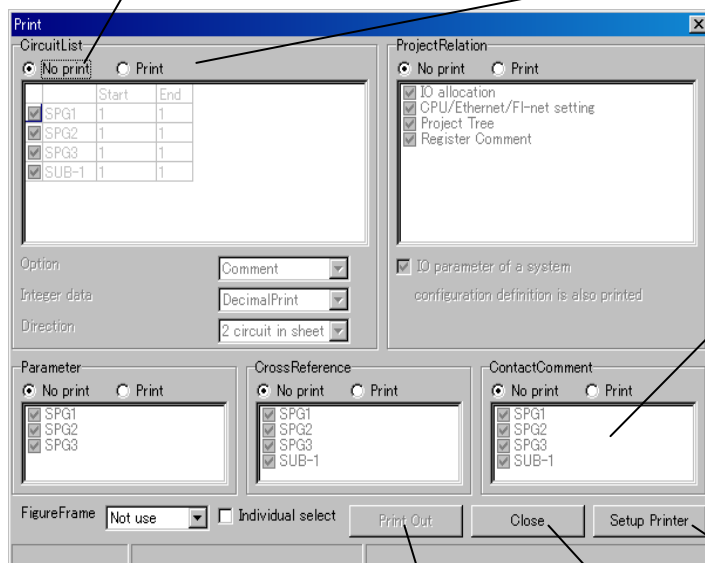 Print
CircuitList
No print Print
Start End
SPG1 1 1
SPG2 1 1
SPG3 1 1
SUB-1 1 1
Option Comment
Integer data DecimalPrint
Direction 2 circuit in sheet
ProjectRelation
No print Print
IO allocation
CPU/Ethernet/Fl-net setting
Project Tree
Register Comment
IO parameter of a system
configuration definition is also printed
Parameter
No print Print
SPG1
SPG2
SPG3
CrossReference
No print Print
SPG1
SPG2
SPG3
SUB-1
ContactComment
No print Print
SPG1
SPG2
SPG3
SUB-1
FigureFrame Not use Individual select Print Out Close Setup Printer